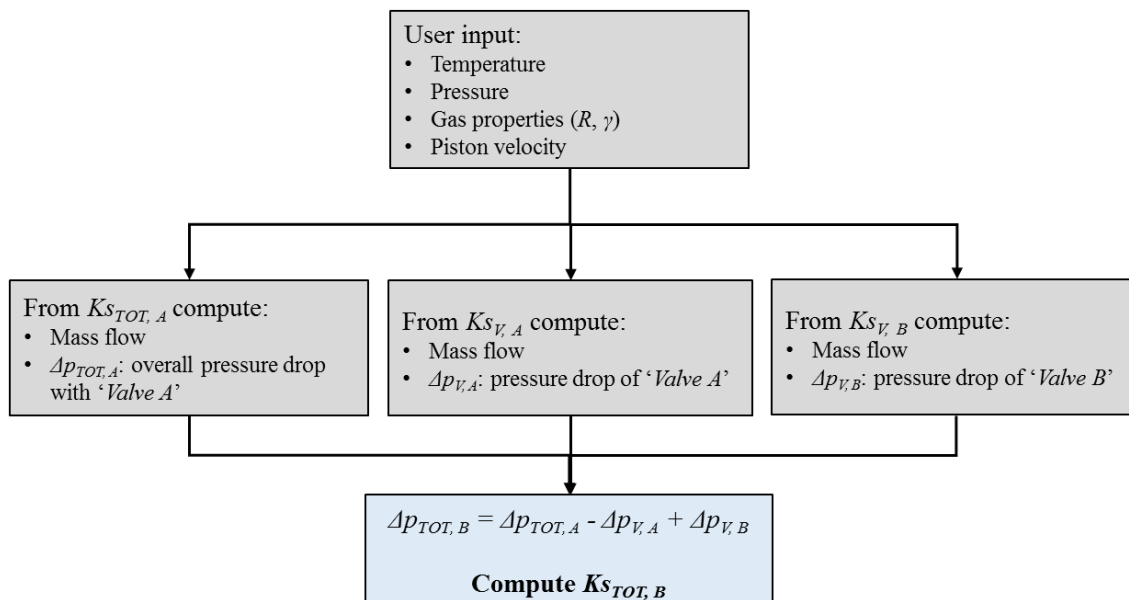 User input:
• Temperature
• Pressure
• Gas properties (R, γ)
• Piston velocity
From Ks_TOT, A compute:
• Mass flow
• Δp_TOT, A: overall pressure drop
with ‘Valve A’
From Ks_V, A compute:
• Mass flow
• Δp_V,A: pressure drop of ‘Valve A’
From Ks_V, B compute:
• Mass flow
• Δp_V,B: pressure drop of ‘Valve B’
Δp_TOT, B = Δp_TOT, A - Δp_V, A + Δp_V, B
Compute Ks_TOT, B